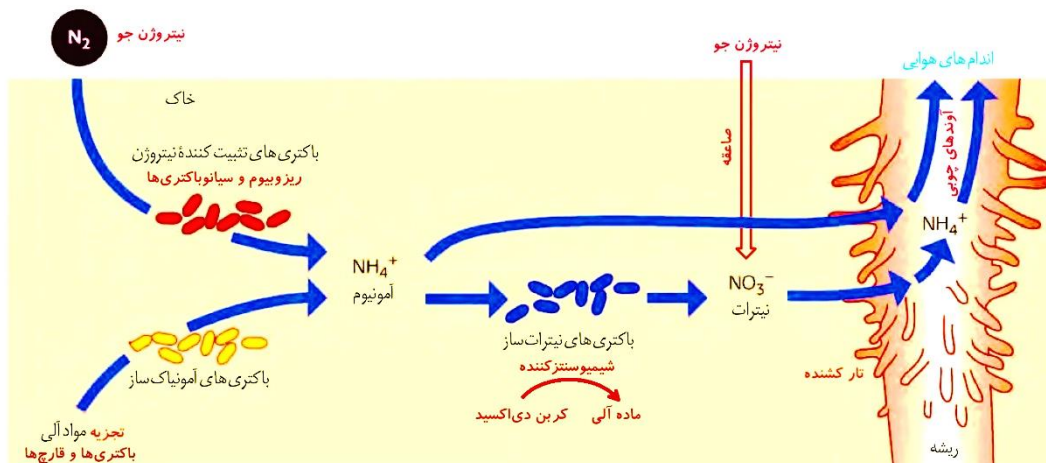 N₂
نیتروژن جو
نیتروژن جو
اندام‌های هوایی
خاک
صاعقه
آوندهای چوبی
باکتری‌های تثبیت کنندهٔ نیتروژن
ریزوبیوم و سیانوباکتری‌ها
NH₄⁺
NH₄⁺
آمونیوم
NO₃⁻
نیترات
باکتری‌های نیترات‌ساز
شیمیوسنتزکننده
کربن دی‌اکسید
ماده آلی
باکتری‌های آمونیاک‌ساز
تار کشنده
تجزیه مواد آلی
باکتری‌ها و قارچ‌ها
ریشه